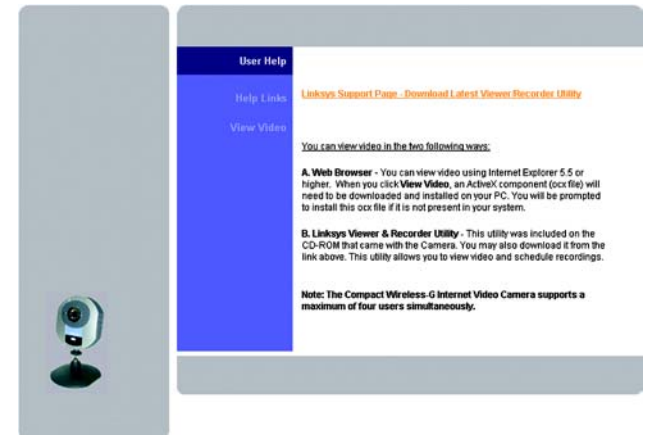 User Help
Help Links
View Video
Linksys Support Page - Download Latest Viewer Recorder Utility
You can view video in the two following ways:
A. Web Browser - You can view video using Internet Explorer 5.5 or
higher. When you click View Video, an ActiveX component (ocx file) will
need to be downloaded and installed on your PC. You will be prompted
to install this ocx file if it is not present in your system.
B. Linksys Viewer & Recorder Utility - This utility was included on the
CD-ROM that came with the Camera. You may also download it from the
link above. This utility allows you to view video and schedule recordings.
Note: The Compact Wireless-G Internet Video Camera supports a
maximum of four users simultaneously.